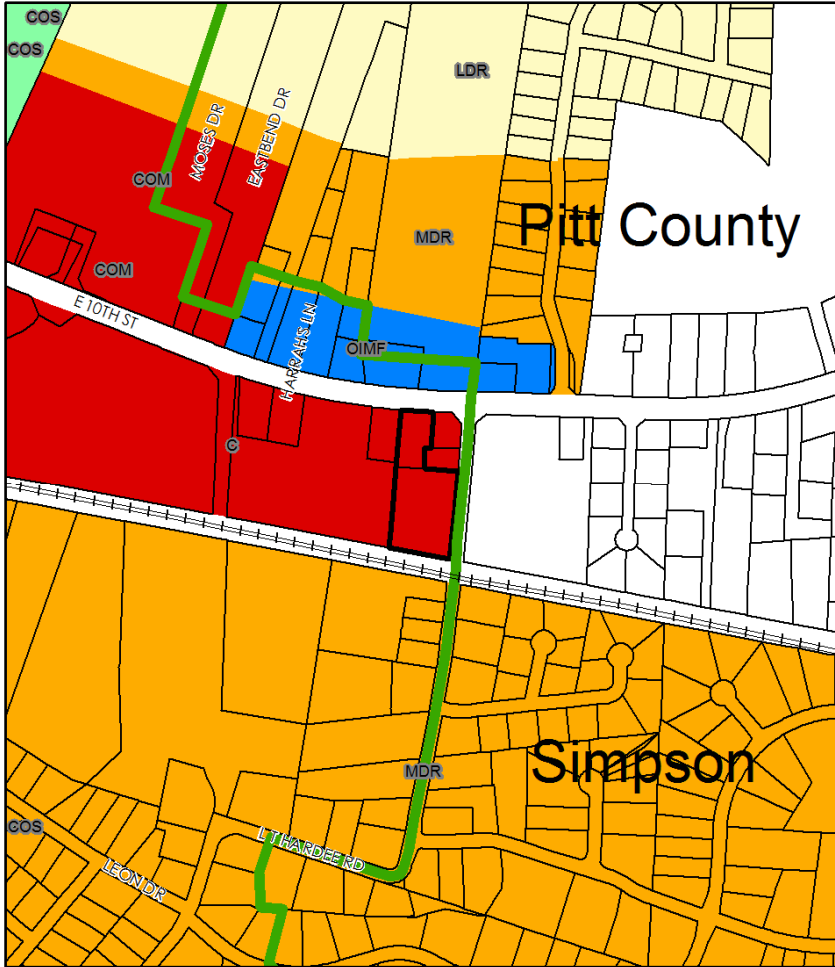 COS
COS
LDR
MOSES DR
EASTBEND DR
COM
Pitt County
MDR
COM
E 10TH ST
HARRAHS LN
OIMF
C
Simpson
MDR
COS
L T HARDEE RD
LEON DR